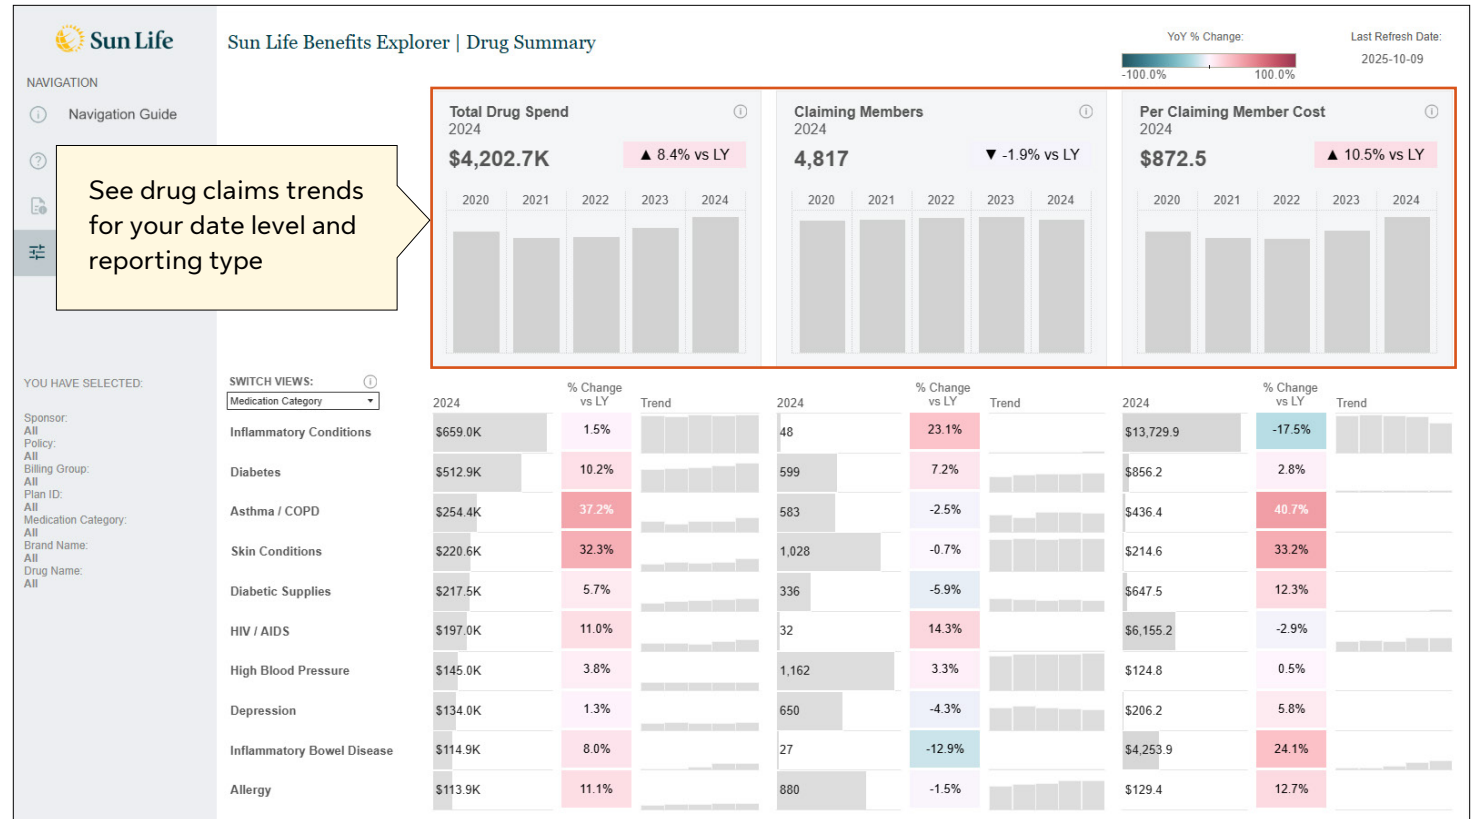 Sun Life
Sun Life Benefits Explorer | Drug Summary
YoY % Change:
-100.0% 100.0%
Last Refresh Date:
2025-10-09
NAVIGATION
Navigation Guide
See drug claims trends
for your date level and
reporting type
Total Drug Spend
2024
$4,202.7K ▲ 8.4% vs LY
2020 2021 2022 2023 2024
Claiming Members
2024
4,817 ▼ -1.9% vs LY
2020 2021 2022 2023 2024
Per Claiming Member Cost
2024
$872.5 ▲ 10.5% vs LY
2020 2021 2022 2023 2024
YOU HAVE SELECTED:
Sponsor:
All
Policy:
All
Billing Group:
All
Plan ID:
All
Medication Category:
All
Brand Name:
All
Drug Name:
All
SWITCH VIEWS:
Medication Category
2024 % Change vs LY Trend 2024 % Change vs LY Trend 2024 % Change vs LY Trend
Inflammatory Conditions $659.0K 1.5% 48 23.1% $13,729.9 -17.5%
Diabetes $512.9K 10.2% 599 7.2% $856.2 2.8%
Asthma / COPD $254.4K 37.2% 583 -2.5% $436.4 40.7%
Skin Conditions $220.6K 32.3% 1,028 -0.7% $214.6 33.2%
Diabetic Supplies $217.5K 5.7% 336 -5.9% $647.5 12.3%
HIV / AIDS $197.0K 11.0% 32 14.3% $6,155.2 -2.9%
High Blood Pressure $145.0K 3.8% 1,162 3.3% $124.8 0.5%
Depression $134.0K 1.3% 650 -4.3% $206.2 5.8%
Inflammatory Bowel Disease $114.9K 8.0% 27 -12.9% $4,253.9 24.1%
Allergy $113.9K 11.1% 880 -1.5% $129.4 12.7%